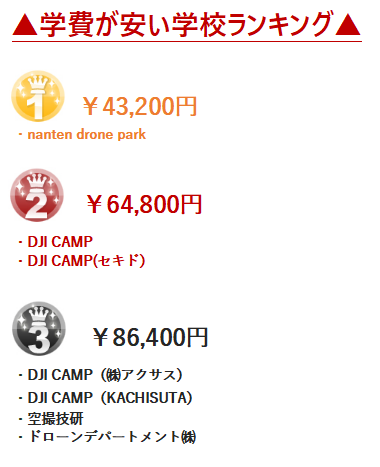 ▲学費が安い学校ランキング▲
1
￥43,200円
・nanten drone park
2
￥64,800円
・DJI CAMP
・DJI CAMP(セキド)
3
￥86,400円
・DJI CAMP（㈱アクサス）
・DJI CAMP（KACHISUTA）
・空撮技研
・ドローンデパートメント㈱